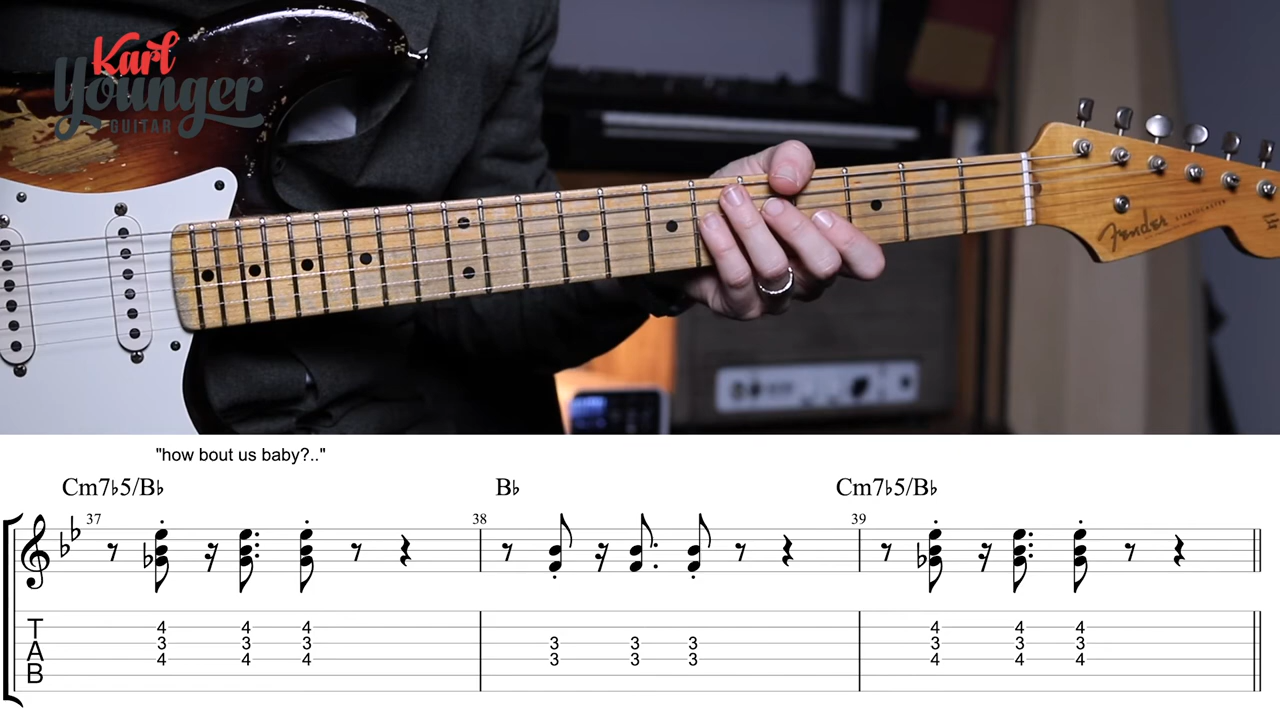 Karl
Younger
GUITAR
Fender
STRATOCASTER
"how bout us baby?.."
Cm7♭5/B♭
B♭
Cm7♭5/B♭
37
38
39
T
A
B
4 4 4 4 4 4
3 3 3 3 3 3 3 3 3
4 4 4 3 3 3 4 4 4